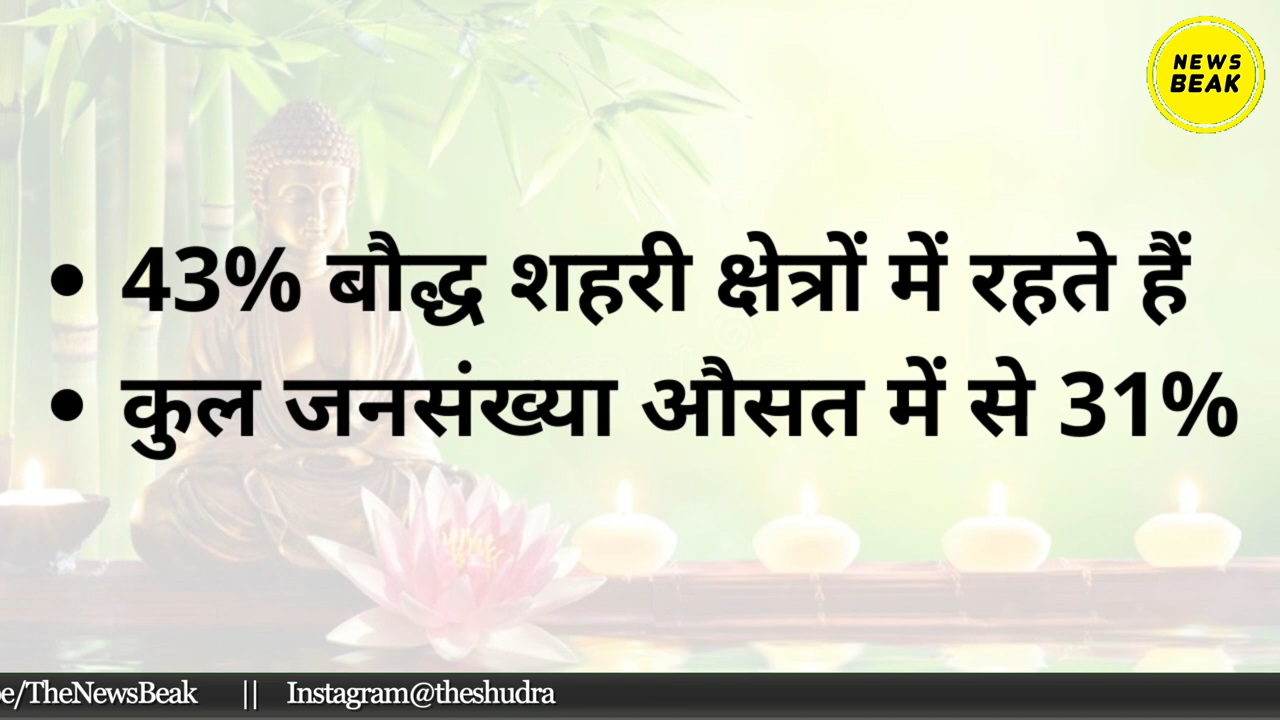 NEWS
BEAK
• 43% बौद्ध शहरी क्षेत्रों में रहते हैं
• कुल जनसंख्या औसत में से 31%
e/TheNewsBeak || Instagram@theshudra